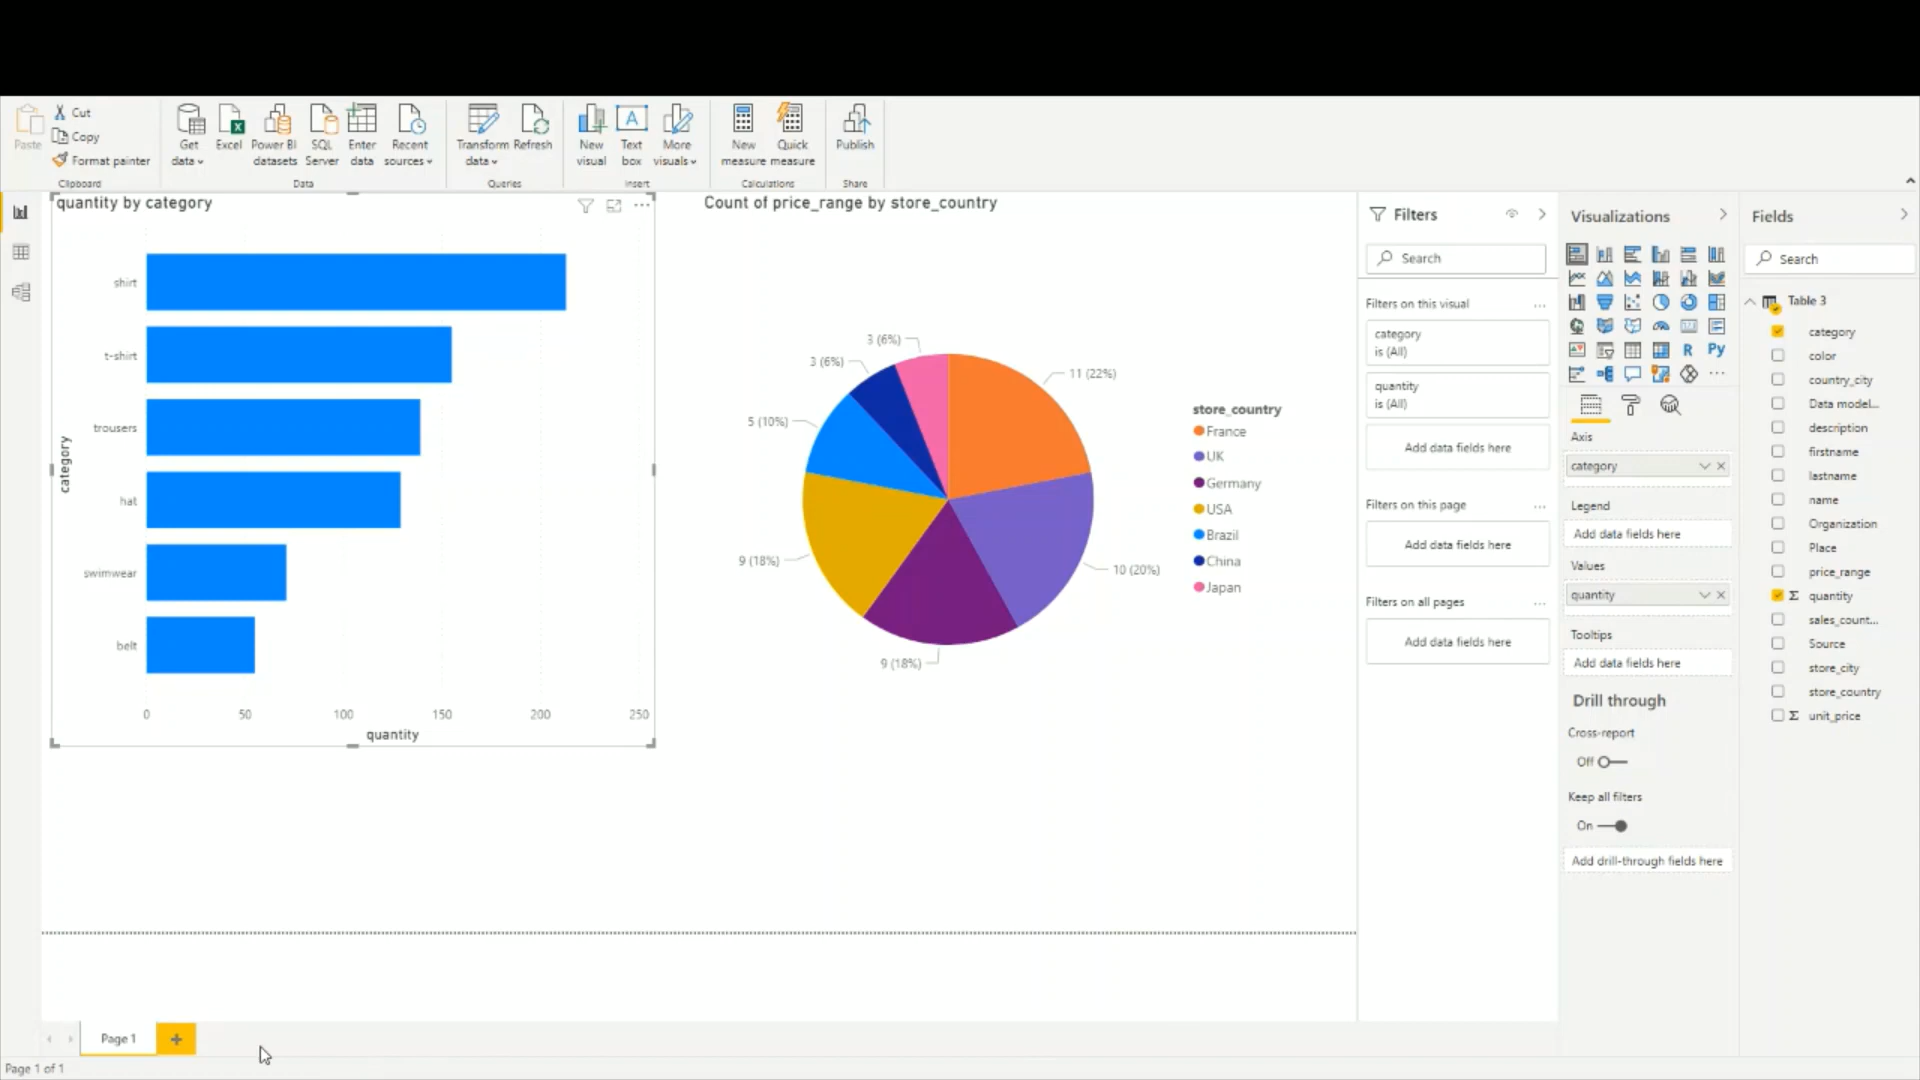 Paste
Cut
Copy
Format painter
Clipboard
Get data
Excel
Power BI datasets
SQL Server
Enter data
Recent sources
Data
Transform data
Refresh
Queries
New visual
Text box
More visuals
Insert
New measure
Quick measure
Calculations
Publish
Share
quantity by category
category
shirt
t-shirt
trousers
hat
swimwear
belt
0 50 100 150 200 250
quantity
Count of price_range by store_country
3 (6%)
3 (6%)
11 (22%)
5 (10%)
9 (18%)
10 (20%)
9 (18%)
store_country
France
UK
Germany
USA
Brazil
China
Japan
Filters
Search
Filters on this visual
category
is (All)
quantity
is (All)
Add data fields here
Filters on this page
Add data fields here
Filters on all pages
Add data fields here
Visualizations
R Py
Axis
category
Legend
Add data fields here
Values
quantity
Tooltips
Add data fields here
Drill through
Cross-report
Off
Keep all filters
On
Add drill-through fields here
Fields
Search
Table 3
category
color
country_city
Data model...
description
firstname
lastname
name
Organization
Place
price_range
Σ quantity
sales_count...
Source
store_city
store_country
Σ unit_price
Page 1
Page 1 of 1